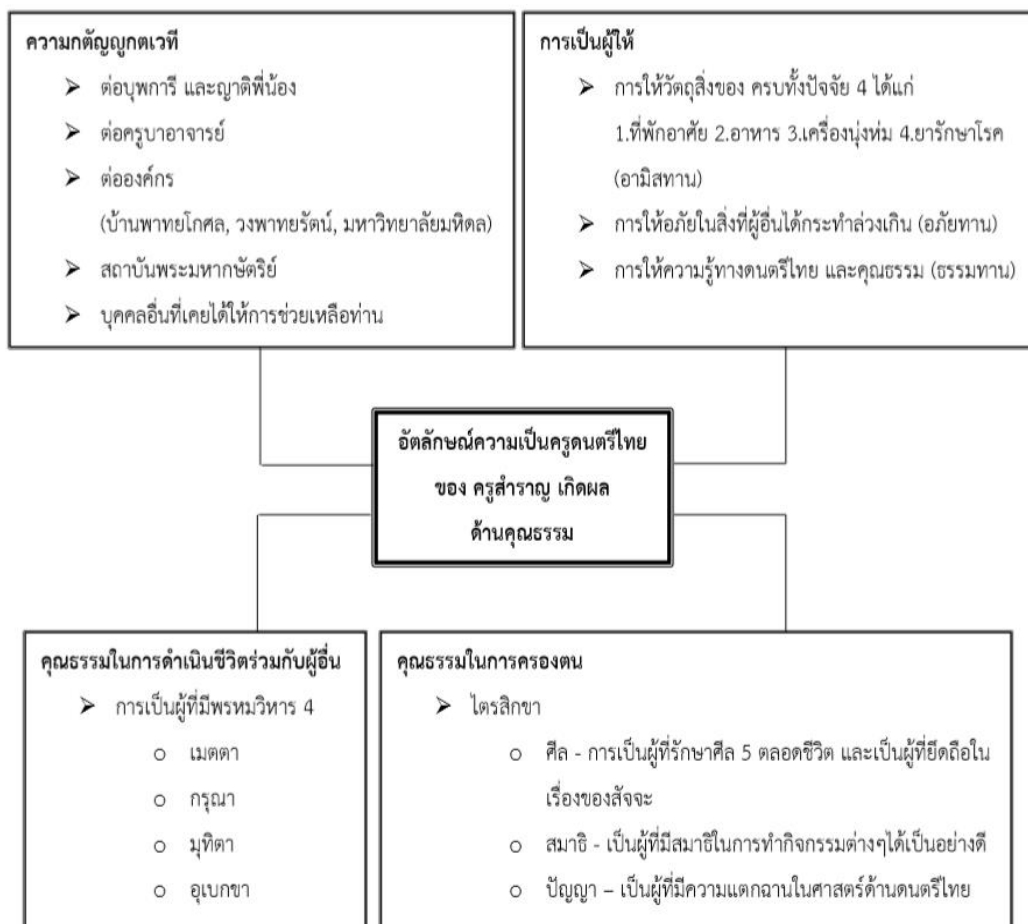 ความกตัญญูกตเวที
➤ ต่อบุพการี และญาติพี่น้อง
➤ ต่อครูบาอาจารย์
➤ ต่อองค์กร
(บ้านพาทยโกศล, วงพาทยรัตน์, มหาวิทยาลัยมหิดล)
➤ สถาบันพระมหากษัตริย์
➤ บุคคลอื่นที่เคยได้ให้การช่วยเหลือท่าน
การเป็นผู้ให้
➤ การให้วัตถุสิ่งของ ครบทั้งปัจจัย 4 ได้แก่
1.ที่พักอาศัย 2.อาหาร 3.เครื่องนุ่งห่ม 4.ยารักษาโรค
(อามิสทาน)
➤ การให้อภัยในสิ่งที่ผู้อื่นได้กระทำล่วงเกิน (อภัยทาน)
➤ การให้ความรู้ทางดนตรีไทย และคุณธรรม (ธรรมทาน)
อัตลักษณ์ความเป็นครูดนตรีไทย
ของ ครูสำราญ เกิดผล
ด้านคุณธรรม
คุณธรรมในการดำเนินชีวิตร่วมกับผู้อื่น
➤ การเป็นผู้ที่มีพรหมวิหาร 4
o เมตตา
o กรุณา
o มุทิตา
o อุเบกขา
คุณธรรมในการครองตน
➤ ไตรสิกขา
o ศีล - การเป็นผู้ที่รักษาศีล 5 ตลอดชีวิต และเป็นผู้ที่ยึดถือใน
เรื่องของสัจจะ
o สมาธิ - เป็นผู้ที่มีสมาธิในการทำกิจกรรมต่างๆได้เป็นอย่างดี
o ปัญญา – เป็นผู้ที่มีความแตกฉานในศาสตร์ด้านดนตรีไทย